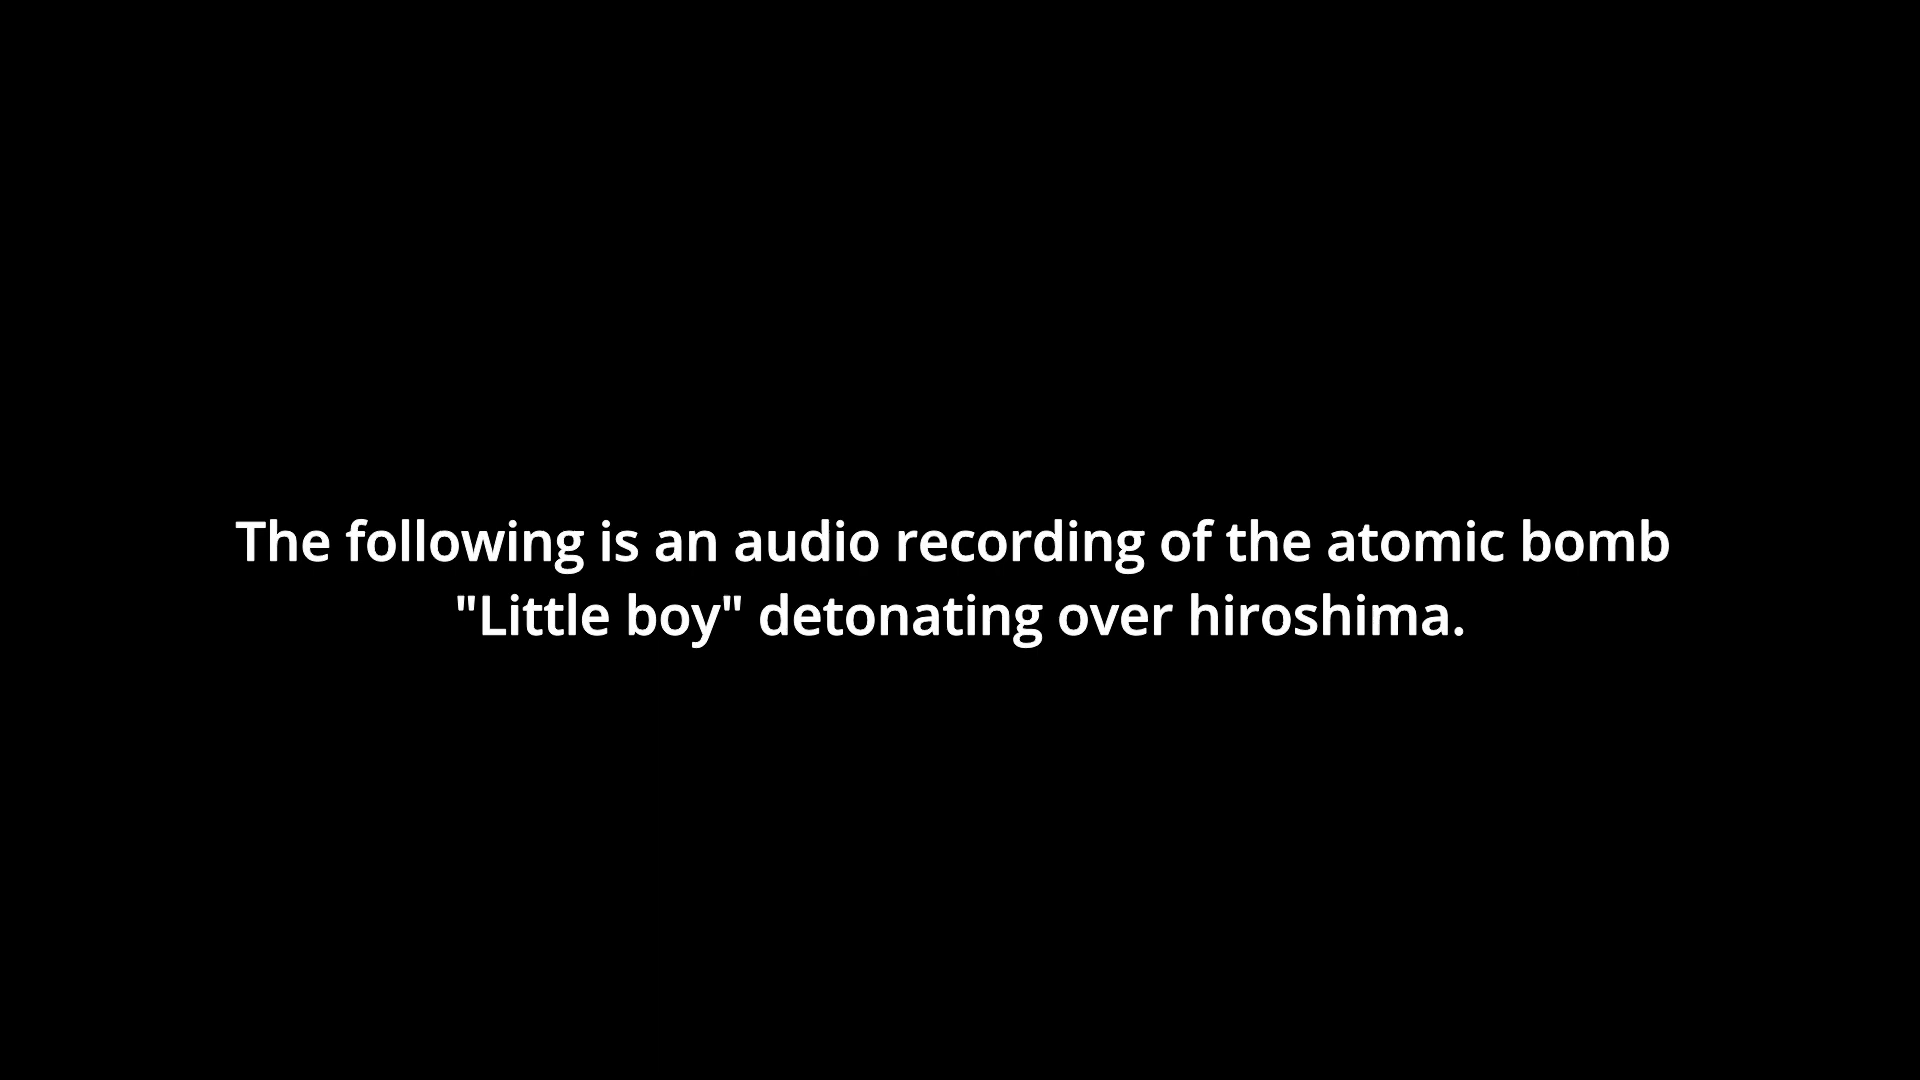 The following is an audio recording of the atomic bomb
"Little boy" detonating over hiroshima.